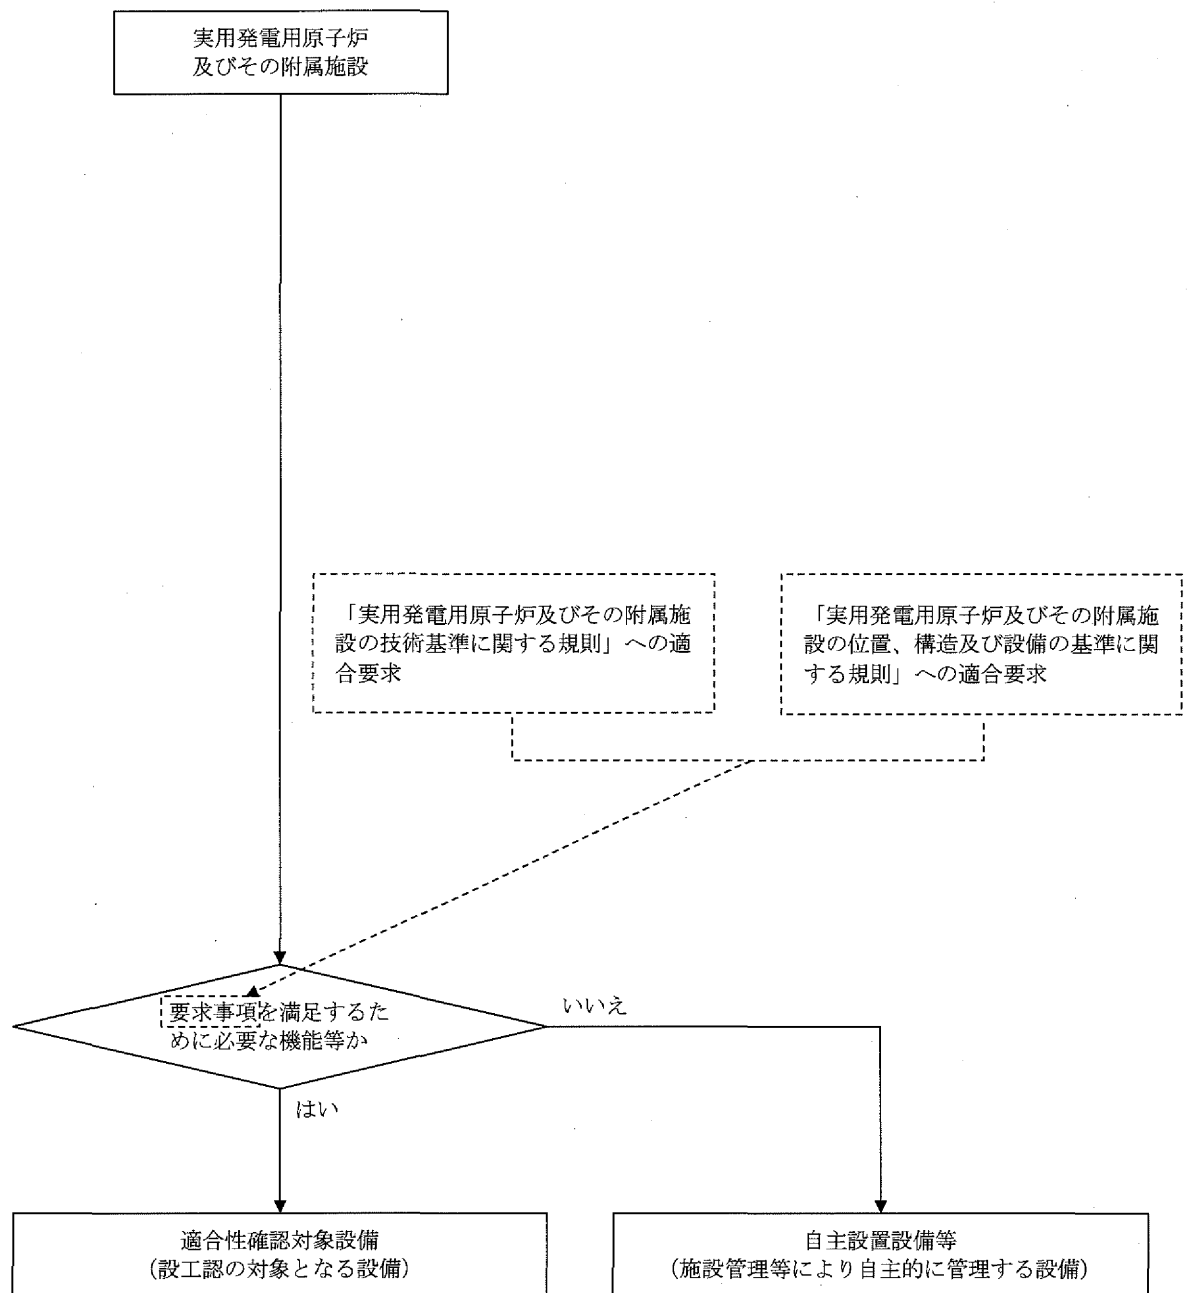 実用発電用原子炉
及びその附属施設
「実用発電用原子炉及びその附属施
設の技術基準に関する規則」への適
合要求
「実用発電用原子炉及びその附属施
設の位置、構造及び設備の基準に関
する規則」への適合要求
要求事項を満足するた
めに必要な機能等か
いいえ
はい
適合性確認対象設備
(設工認の対象となる設備)
自主設置設備等
(施設管理等により自主的に管理する設備)